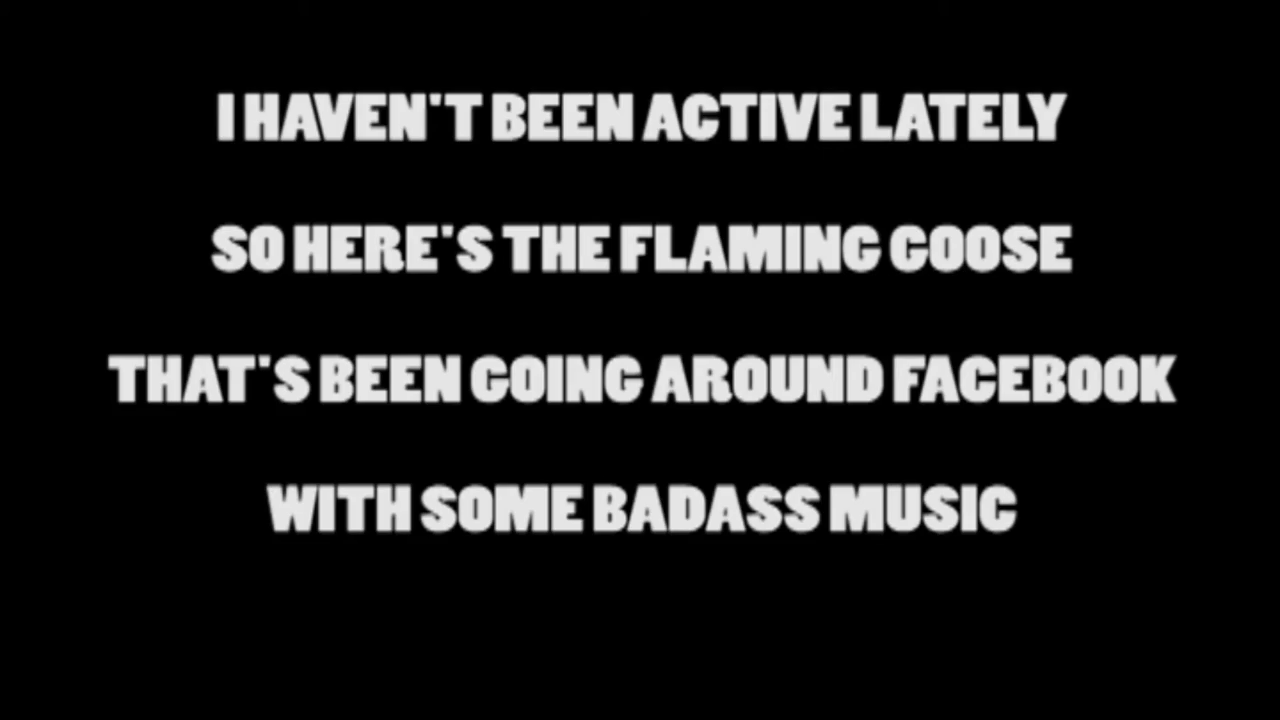 I HAVEN'T BEEN ACTIVE LATELY
SO HERE'S THE FLAMING GOOSE
THAT'S BEEN GOING AROUND FACEBOOK
WITH SOME BADASS MUSIC